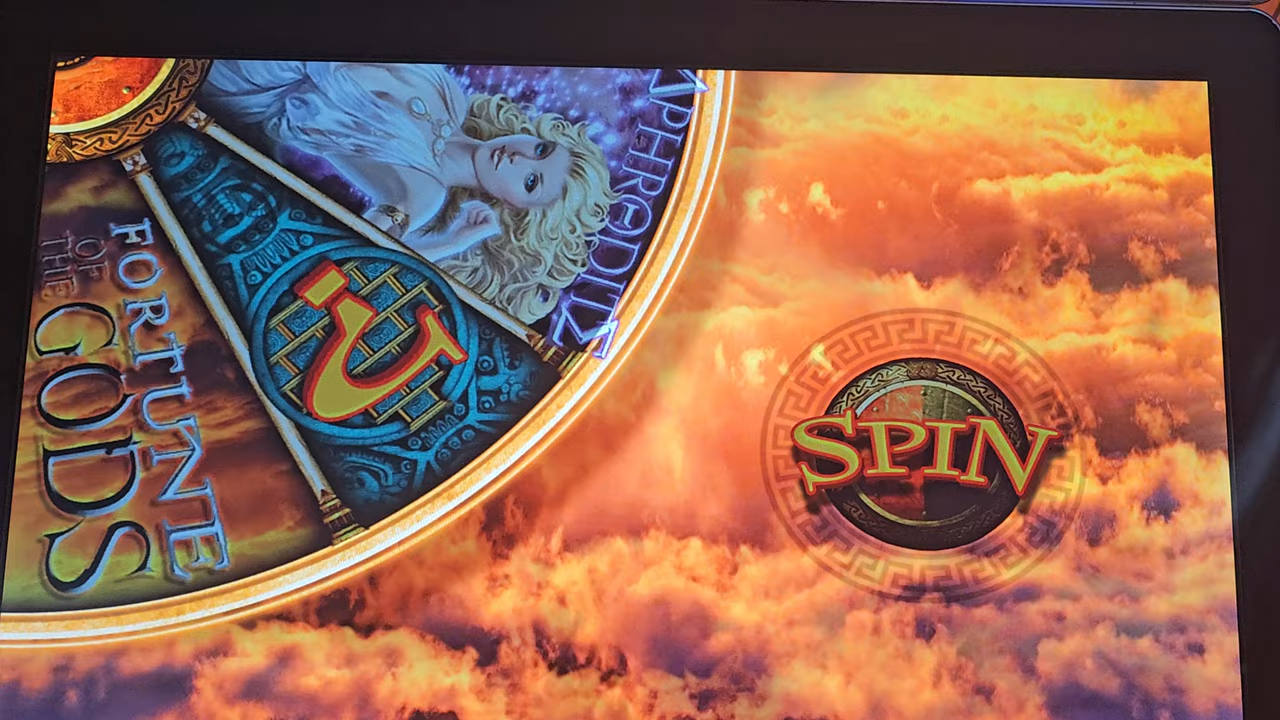 APHRODITE
?
FORTUNE
OF
THE
GODS
SPIN